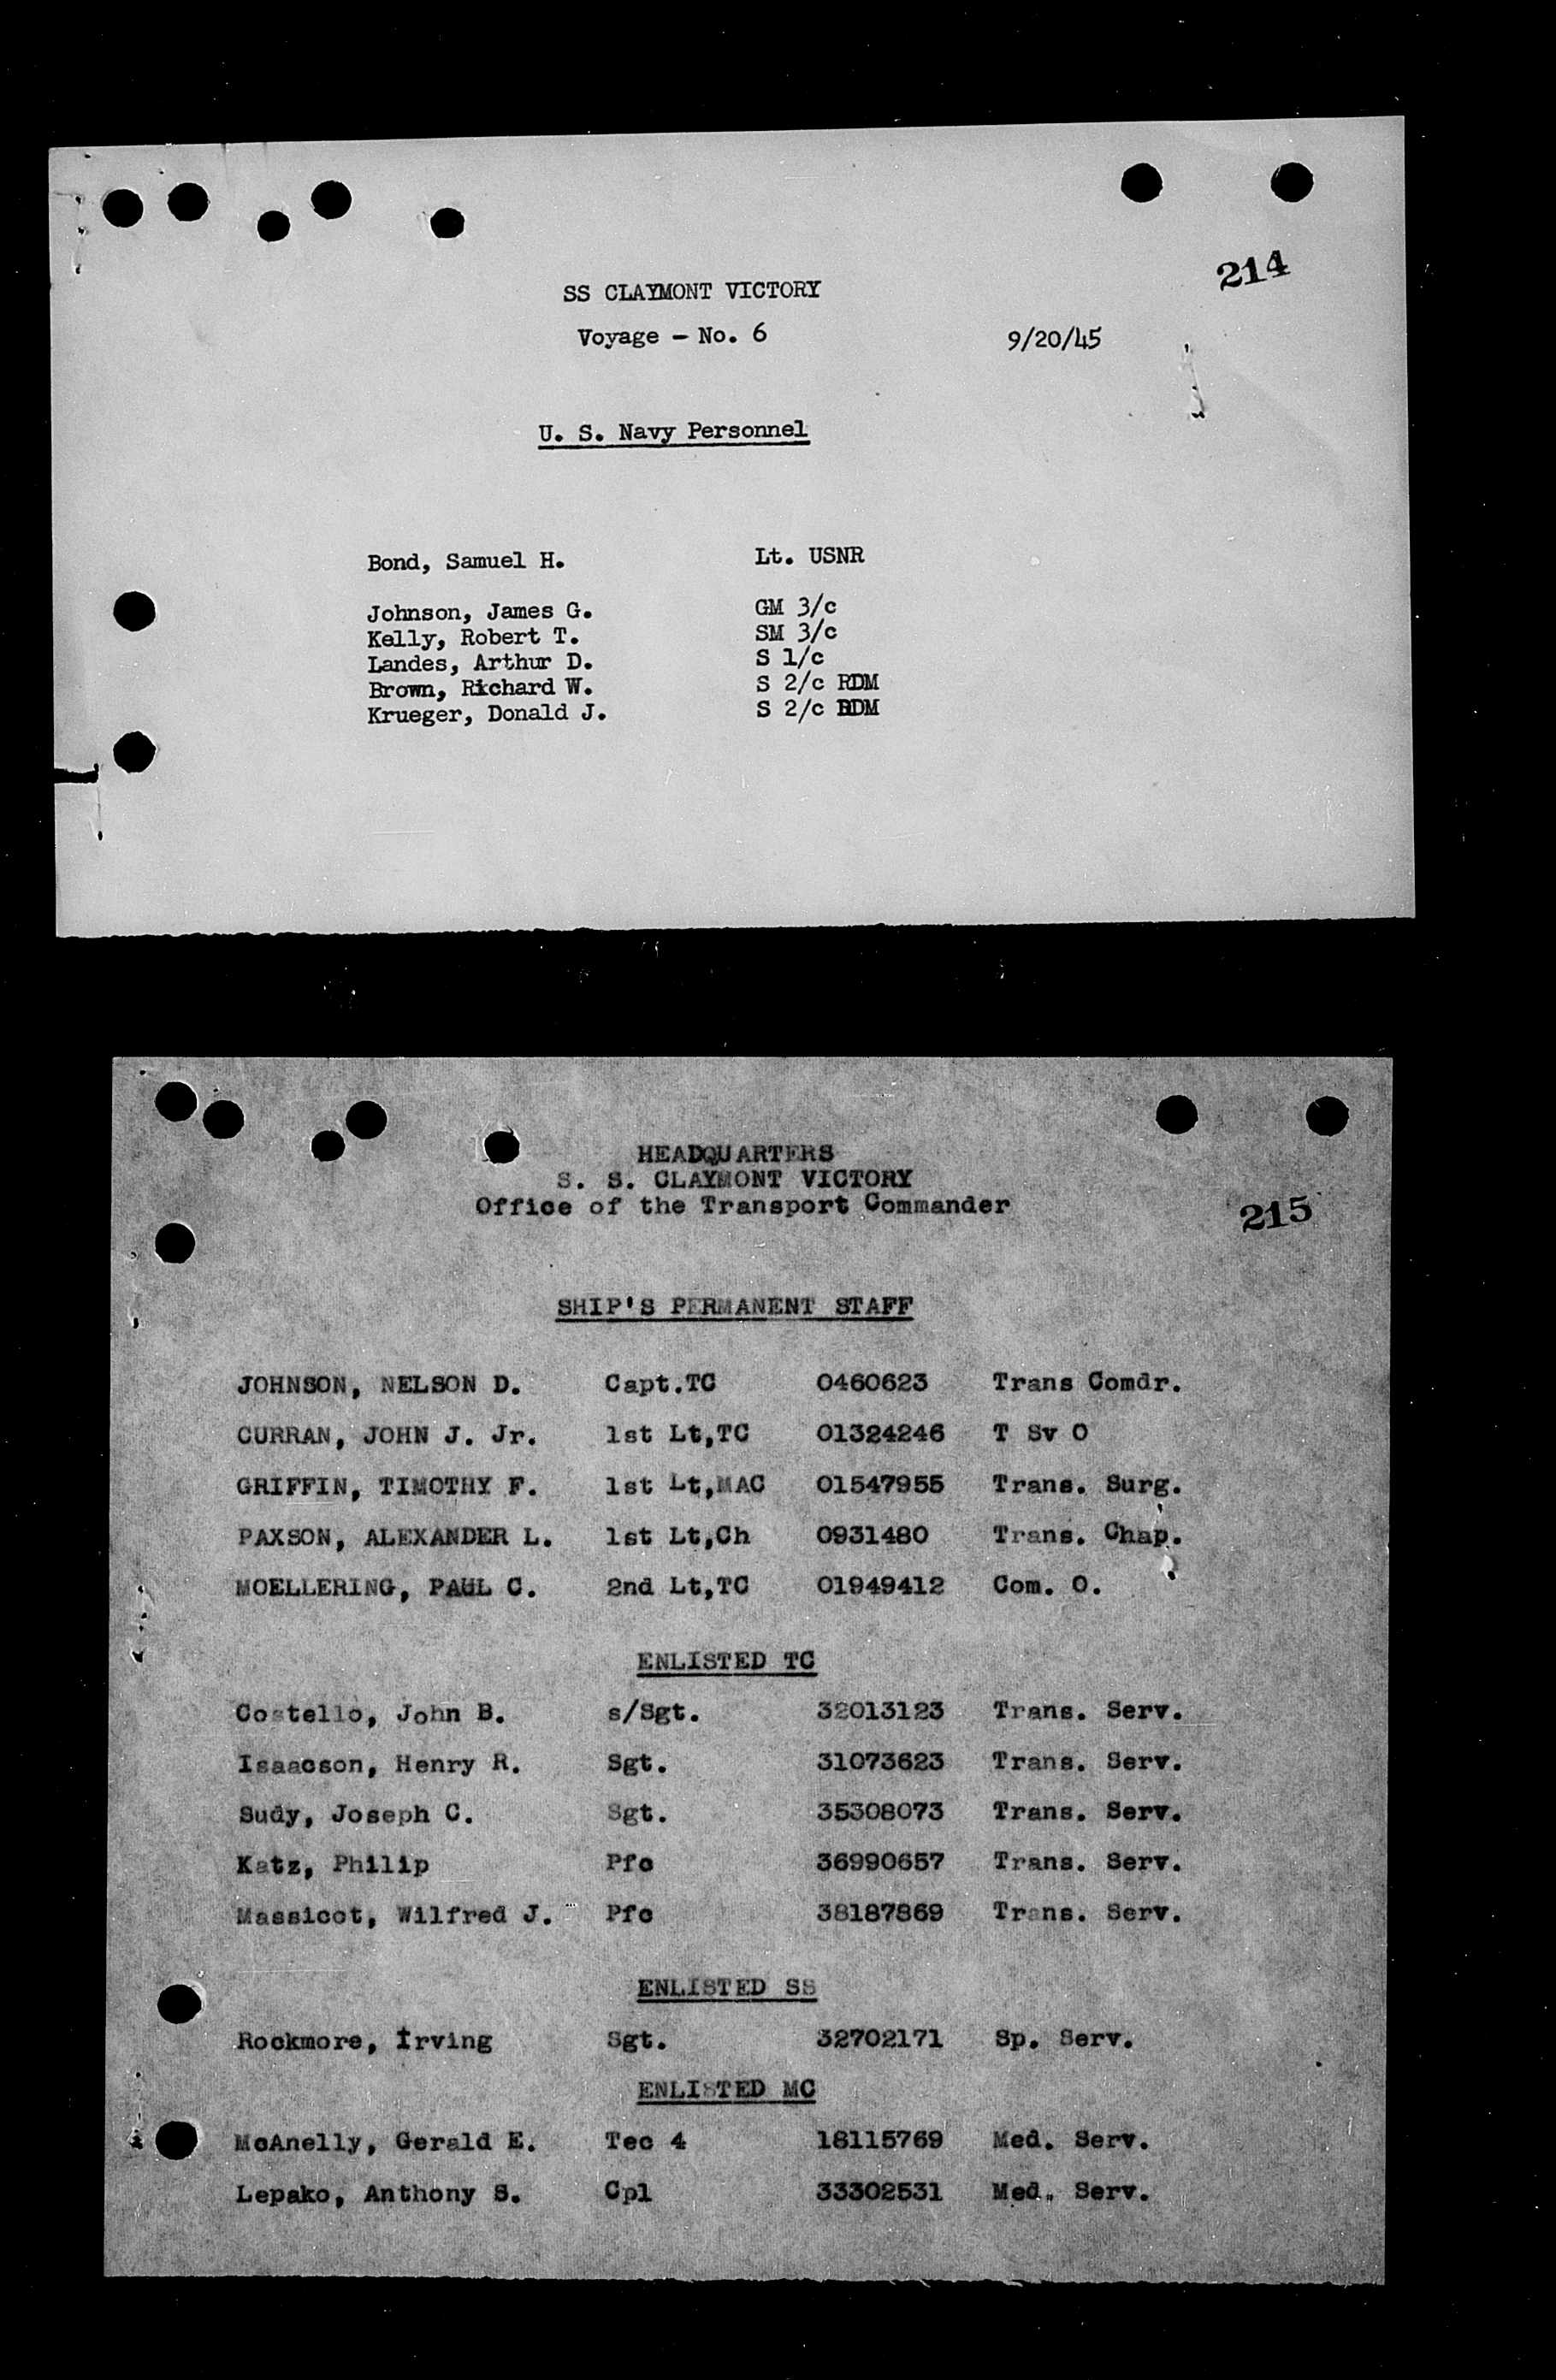 214
SS CLAYMONT VICTORY
Voyage - No. 6 9/20/45
U. S. Navy Personnel
Bond, Samuel H. Lt. USNR
Johnson, James G. GM 3/c
Kelly, Robert T. SM 3/c
Landes, Arthur D. S 1/c
Brown, Richard W. S 2/c RDM
Krueger, Donald J. S 2/c RDM
HEADQUARTERS
S. S. CLAYMONT VICTORY
Office of the Transport Commander
215
SHIP'S PERMANENT STAFF
JOHNSON, NELSON D. Capt.TC 0460623 Trans Comdr.
CURRAN, JOHN J. Jr. 1st Lt,TC 01324246 T Sv O
GRIFFIN, TIMOTHY F. 1st Lt,MAC 01547955 Trans. Surg.
PAXSON, ALEXANDER L. 1st Lt,Ch 0931480 Trans. Chap.
MOELLERING, PAUL C. 2nd Lt,TC 01949412 Com. O.
ENLISTED TC
Costello, John B. s/Sgt. 32013123 Trans. Serv.
Isaacson, Henry R. Sgt. 31073623 Trans. Serv.
Sudy, Joseph C. Sgt. 35308073 Trans. Serv.
Katz, Philip Pfc 36990657 Trans. Serv.
Massicot, Wilfred J. Pfc 38187869 Trans. Serv.
ENLISTED SS
Rockmore, Irving Sgt. 32702171 Sp. Serv.
ENLISTED MC
McAnelly, Gerald E. Tec 4 18115769 Med. Serv.
Lepako, Anthony S. Cpl 33302531 Med. Serv.